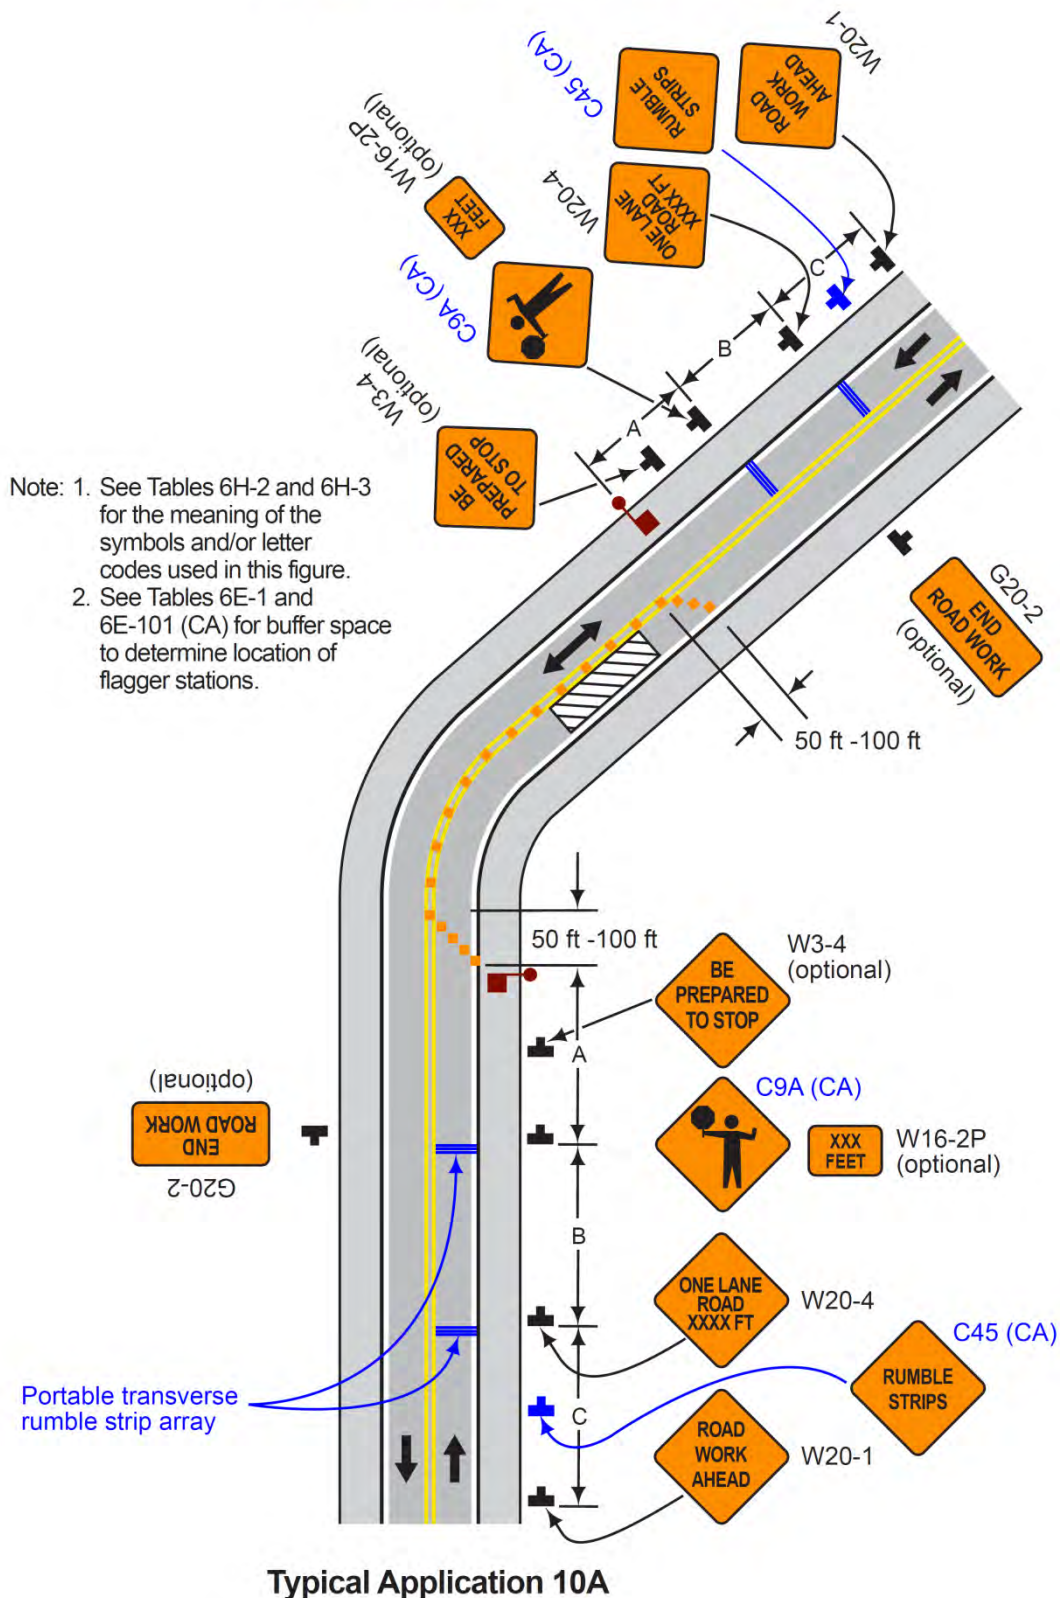 W20-1
ROAD
WORK
AHEAD
C45 (CA)
RUMBLE
STRIPS
W20-4
ONE LANE
ROAD
XXXX FT
W16-2P
(optional)
XXX
FEET
C9A (CA)
W3-4
(optional)
BE
PREPARED
TO STOP
C
B
A
Note: 1. See Tables 6H-2 and 6H-3
for the meaning of the
symbols and/or letter
codes used in this figure.
2. See Tables 6E-1 and
6E-101 (CA) for buffer space
to determine location of
flagger stations.
G20-2
END
ROAD WORK
(optional)
50 ft -100 ft
50 ft -100 ft
W3-4
(optional)
BE
PREPARED
TO STOP
A
C9A (CA)
XXX
FEET
W16-2P
(optional)
G20-2
END
ROAD WORK
(optional)
B
ONE LANE
ROAD
XXXX FT
W20-4
C45 (CA)
RUMBLE
STRIPS
Portable transverse
rumble strip array
C
ROAD
WORK
AHEAD
W20-1
Typical Application 10A